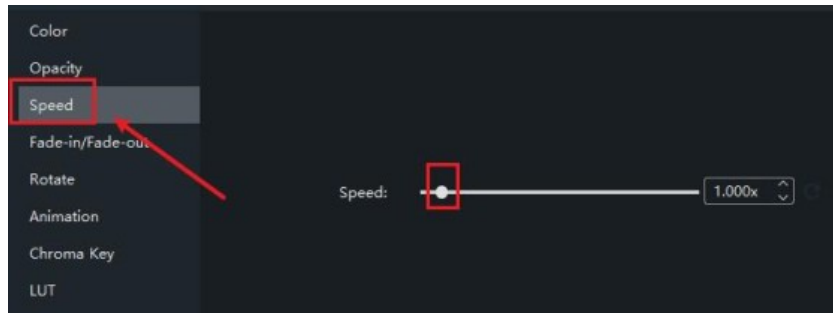 Color
Opacity
Speed
Fade-in/Fade-out
Rotate
Speed: 1.000x
Animation
Chroma Key
LUT